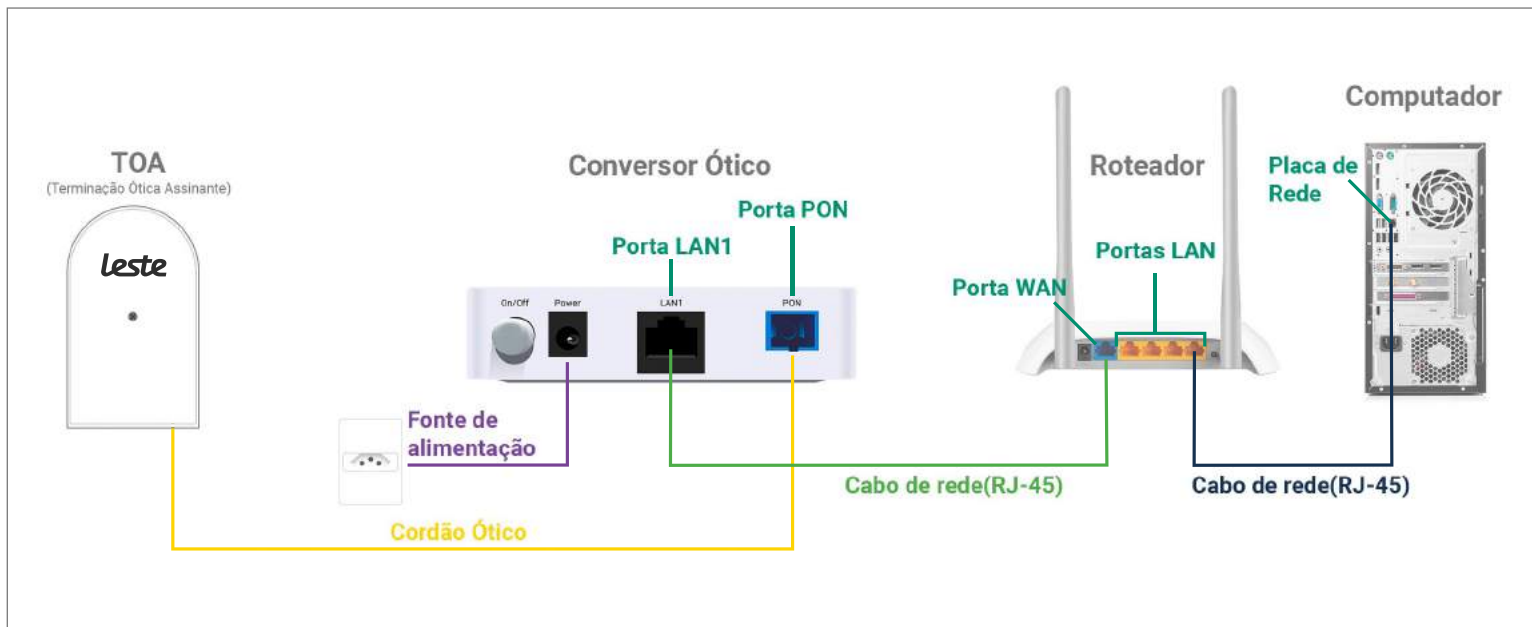 TOA
(Terminação Ótica Assinante)
leste
Conversor Ótico
Porta PON
Porta LAN1
On/Off
Power
LAN1
PON
Fonte de
alimentação
Cordão Ótico
Roteador
Portas LAN
Porta WAN
Cabo de rede(RJ-45)
Computador
Placa de
Rede
Cabo de rede(RJ-45)